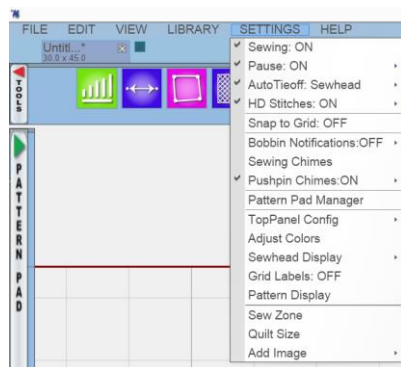 FILE EDIT VIEW LIBRARY SETTINGS HELP
Untitl...*
30.0 x 45.0
TOOLS
PATTERN PAD
Sewing: ON
Pause: ON
AutoTieoff: Sewhead
HD Stitches: ON
Snap to Grid: OFF
Bobbin Notifications:OFF
Sewing Chimes
Pushpin Chimes:ON
Pattern Pad Manager
TopPanel Config
Adjust Colors
Sewhead Display
Grid Labels: OFF
Pattern Display
Sew Zone
Quilt Size
Add Image